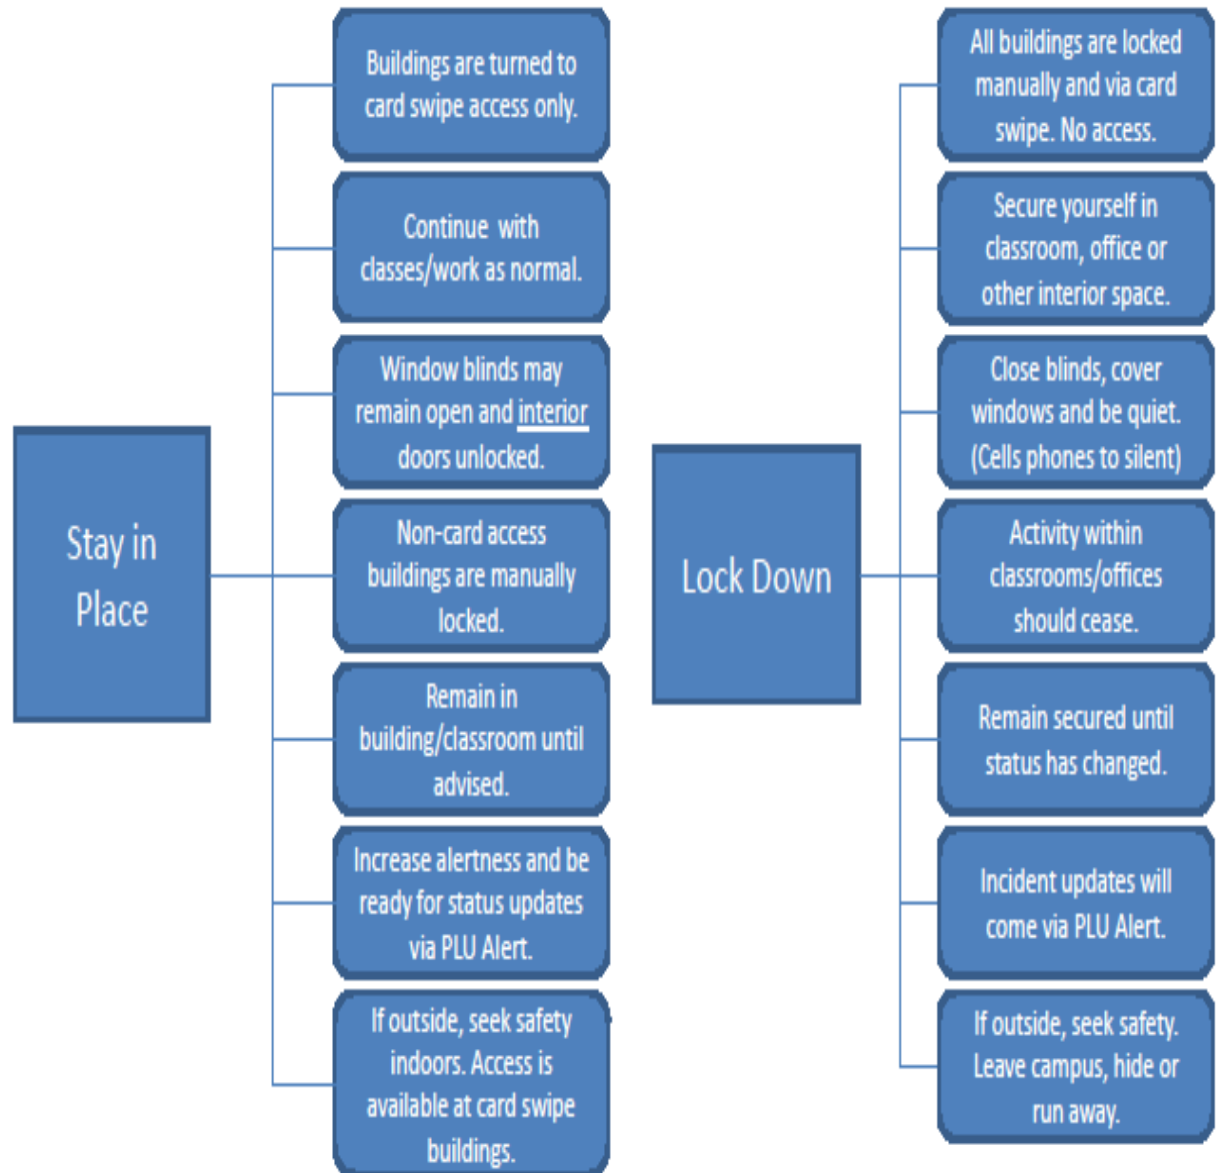 Stay in
Place
Buildings are turned to
card swipe access only.
Continue with
classes/work as normal.
Window blinds may
remain open and interior
doors unlocked.
Non-card access
buildings are manually
locked.
Remain in
building/classroom until
advised.
Increase alertness and be
ready for status updates
via PLU Alert.
If outside, seek safety
indoors. Access is
available at card swipe
buildings.
Lock Down
All buildings are locked
manually and via card
swipe. No access.
Secure yourself in
classroom, office or
other interior space.
Close blinds, cover
windows and be quiet.
(Cells phones to silent)
Activity within
classrooms/offices
should cease.
Remain secured until
status has changed.
Incident updates will
come via PLU Alert.
If outside, seek safety.
Leave campus, hide or
run away.